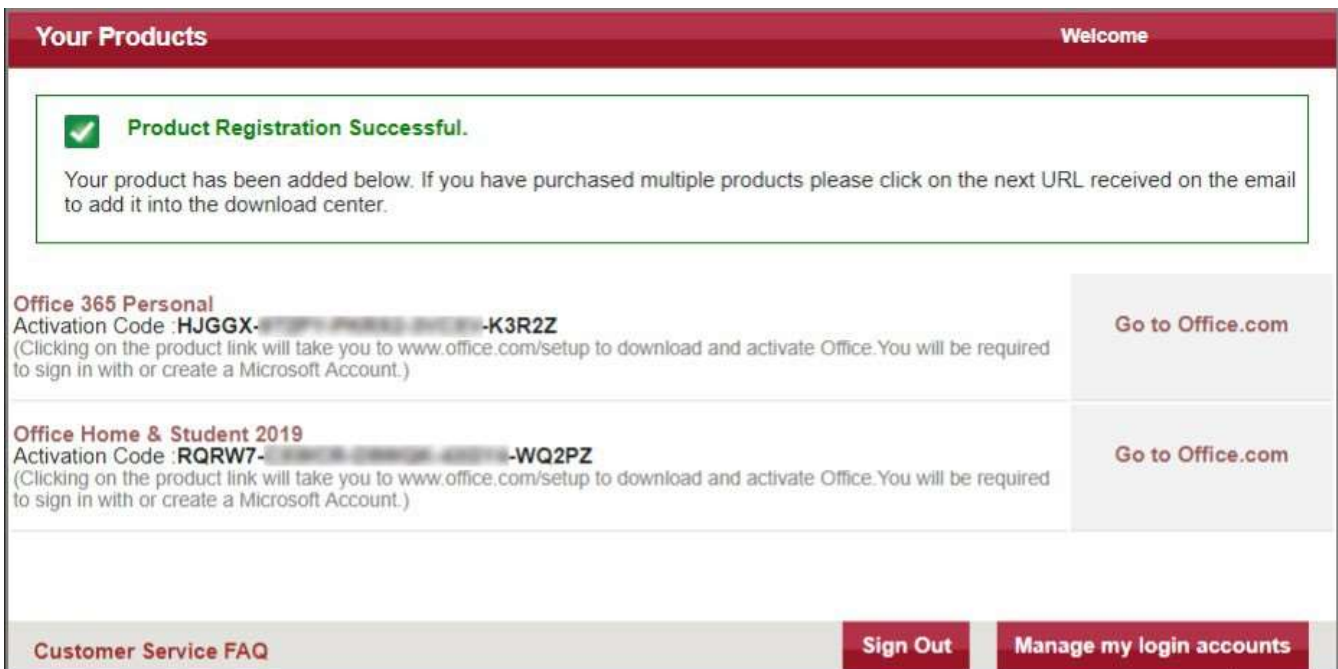 Your Products
Welcome
Product Registration Successful.
Your product has been added below. If you have purchased multiple products please click on the next URL received on the email
to add it into the download center.
Office 365 Personal
Activation Code :HJGGX- -K3R2Z
(Clicking on the product link will take you to www.office.com/setup to download and activate Office.You will be required
to sign in with or create a Microsoft Account.)
Go to Office.com
Office Home & Student 2019
Activation Code :RQRW7- -WQ2PZ
(Clicking on the product link will take you to www.office.com/setup to download and activate Office.You will be required
to sign in with or create a Microsoft Account.)
Go to Office.com
Customer Service FAQ
Sign Out
Manage my login accounts